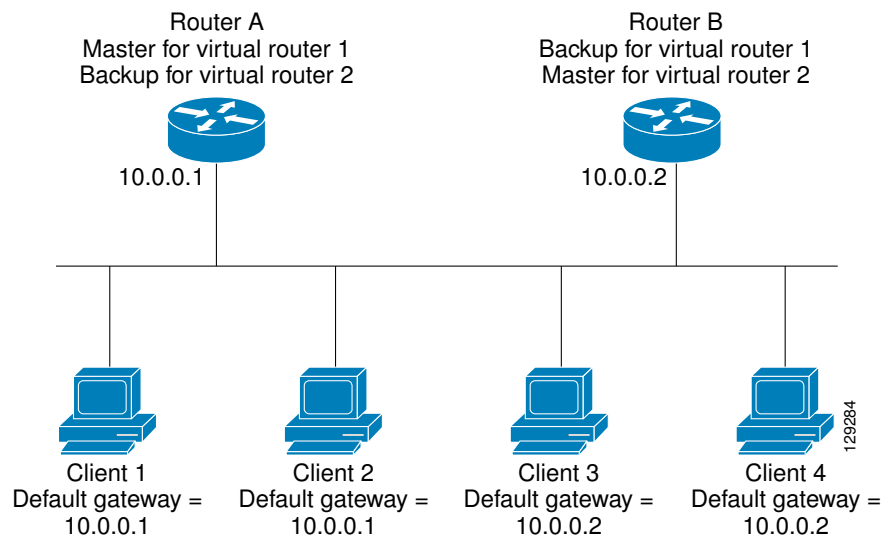 Router A
Master for virtual router 1
Backup for virtual router 2
Router B
Backup for virtual router 1
Master for virtual router 2
10.0.0.1
10.0.0.2
Client 1
Default gateway =
10.0.0.1
Client 2
Default gateway =
10.0.0.1
Client 3
Default gateway =
10.0.0.2
Client 4
Default gateway =
10.0.0.2
129284